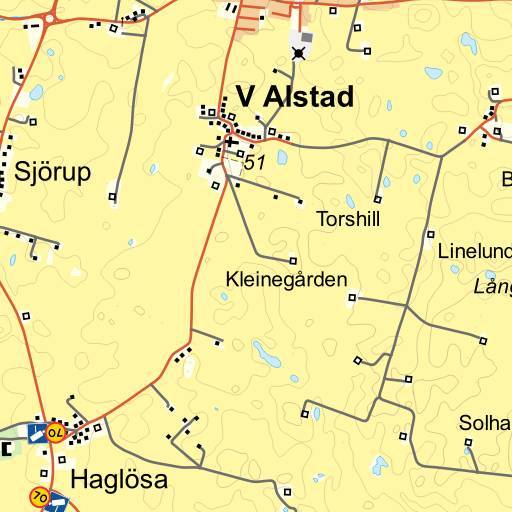 V Alstad
51
Sjörup
B
Torshill
Linelund
Kleinegården
Lång
Solha
70
Haglösa
70